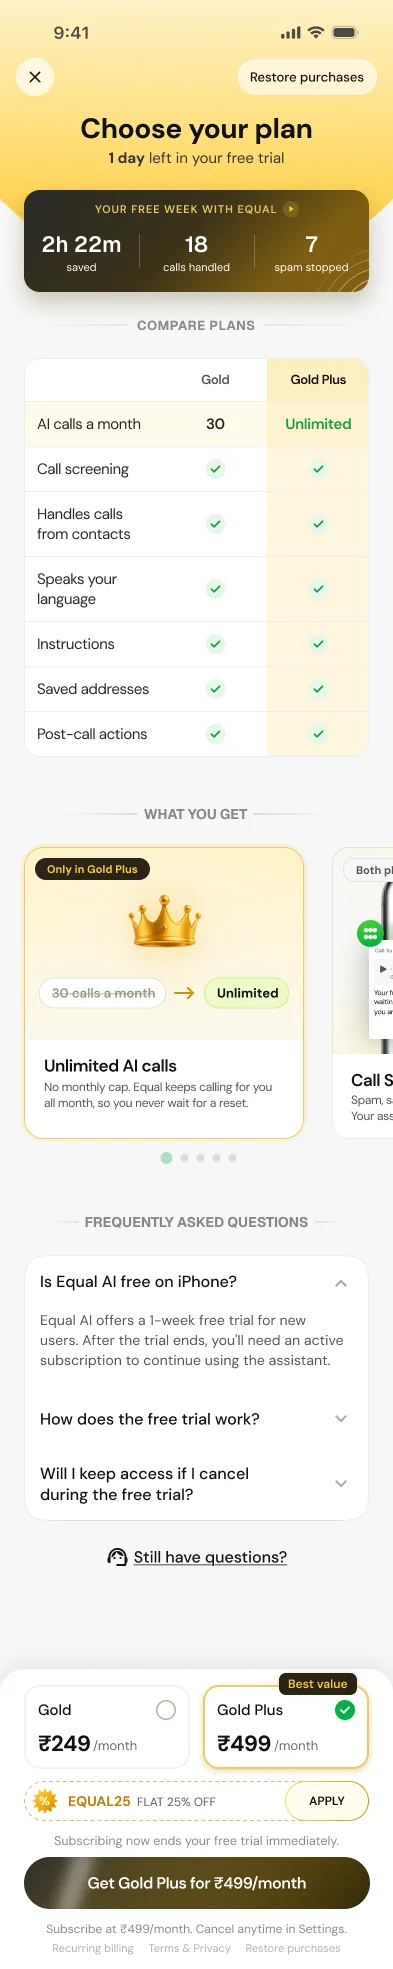 9:41
Restore purchases
Choose your plan
1 day left in your free trial
YOUR FREE WEEK WITH EQUAL
2h 22m
saved
18
calls handled
7
spam stopped
COMPARE PLANS
Gold
Gold Plus
AI calls a month
30
Unlimited
Call screening
Handles calls
from contacts
Speaks your
language
Instructions
Saved addresses
Post-call actions
WHAT YOU GET
Only in Gold Plus
30 calls a month
Unlimited
Unlimited AI calls
No monthly cap. Equal keeps calling for you
all month, so you never wait for a reset.
Both
Call
Spam,
Your
FREQUENTLY ASKED QUESTIONS
Is Equal AI free on iPhone?
Equal AI offers a 1-week free trial for new
users. After the trial ends, you'll need an active
subscription to continue using the assistant.
How does the free trial work?
Will I keep access if I cancel
during the free trial?
Still have questions?
Best value
Gold
₹249 /month
Gold Plus
₹499 /month
% EQUAL25 FLAT 25% OFF
APPLY
Subscribing now ends your free trial immediately.
Get Gold Plus for ₹499/month
Subscribe at ₹499/month. Cancel anytime in Settings.
Recurring billing
Terms & Privacy
Restore purchases